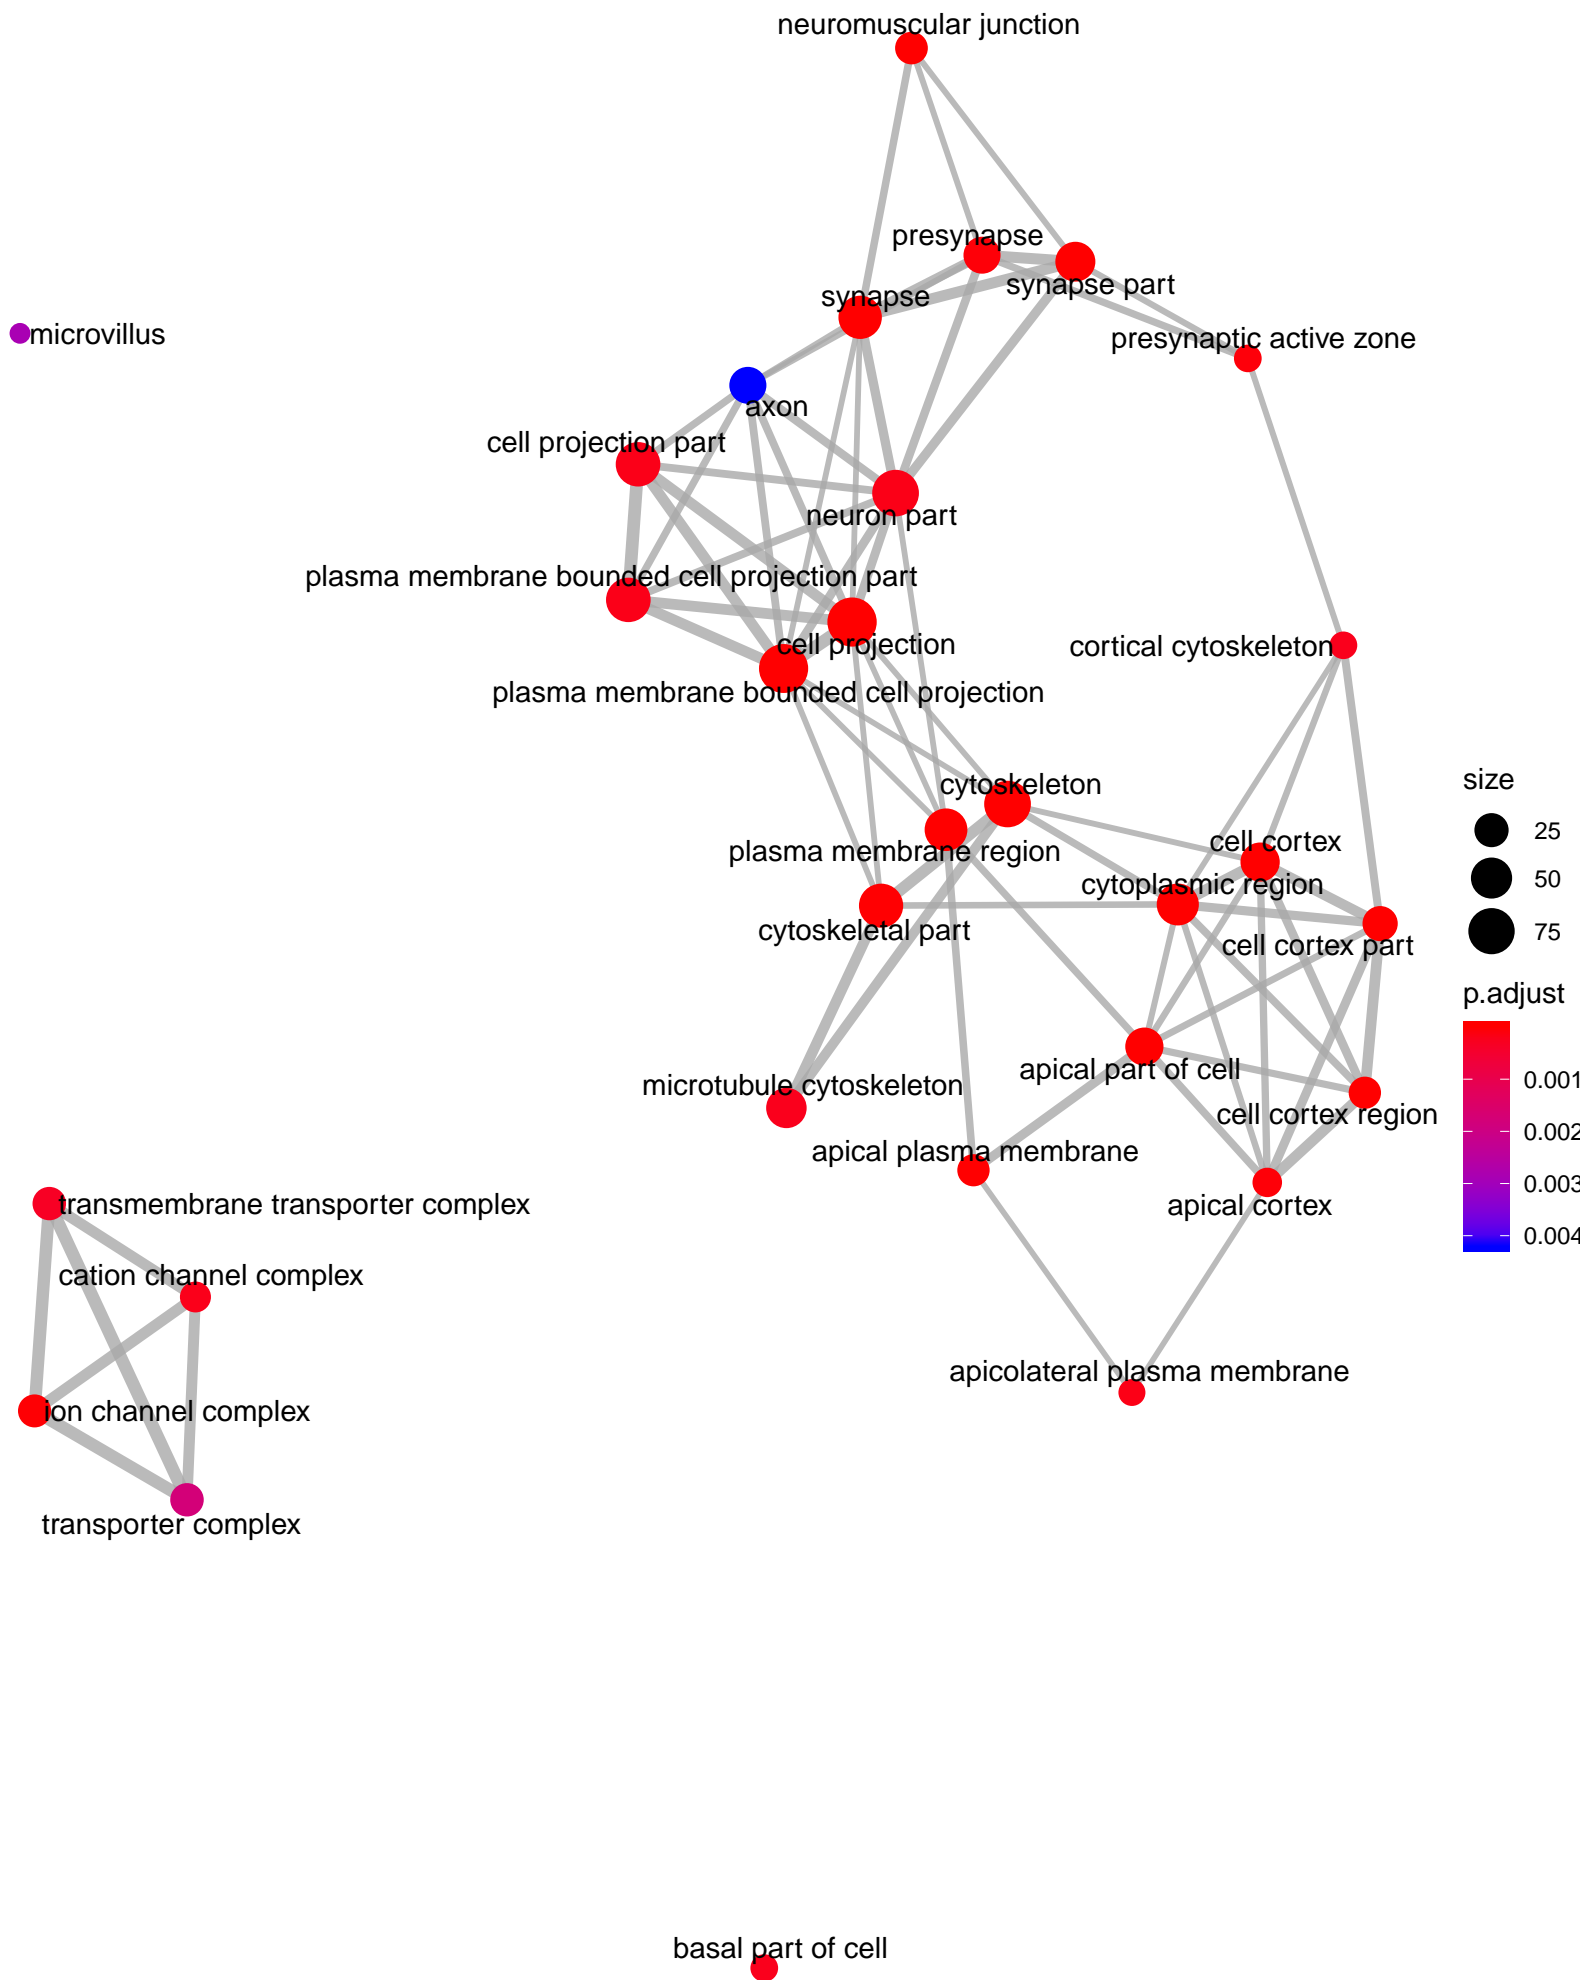 neuromuscular junction
presynapse
synapse part
synapse
microvillus
presynaptic active zone
axon
cell projection part
neuron part
plasma membrane bounded cell projection part
cell projection
cortical cytoskeleton
plasma membrane bounded cell projection
cytoskeleton
plasma membrane region
cell cortex
cytoplasmic region
cytoskeletal part
cell cortex part
apical part of cell
microtubule cytoskeleton
cell cortex region
apical plasma membrane
apical cortex
transmembrane transporter complex
cation channel complex
apicolateral plasma membrane
ion channel complex
transporter complex
basal part of cell
size
25
50
75
p.adjust
0.001
0.002
0.003
0.004